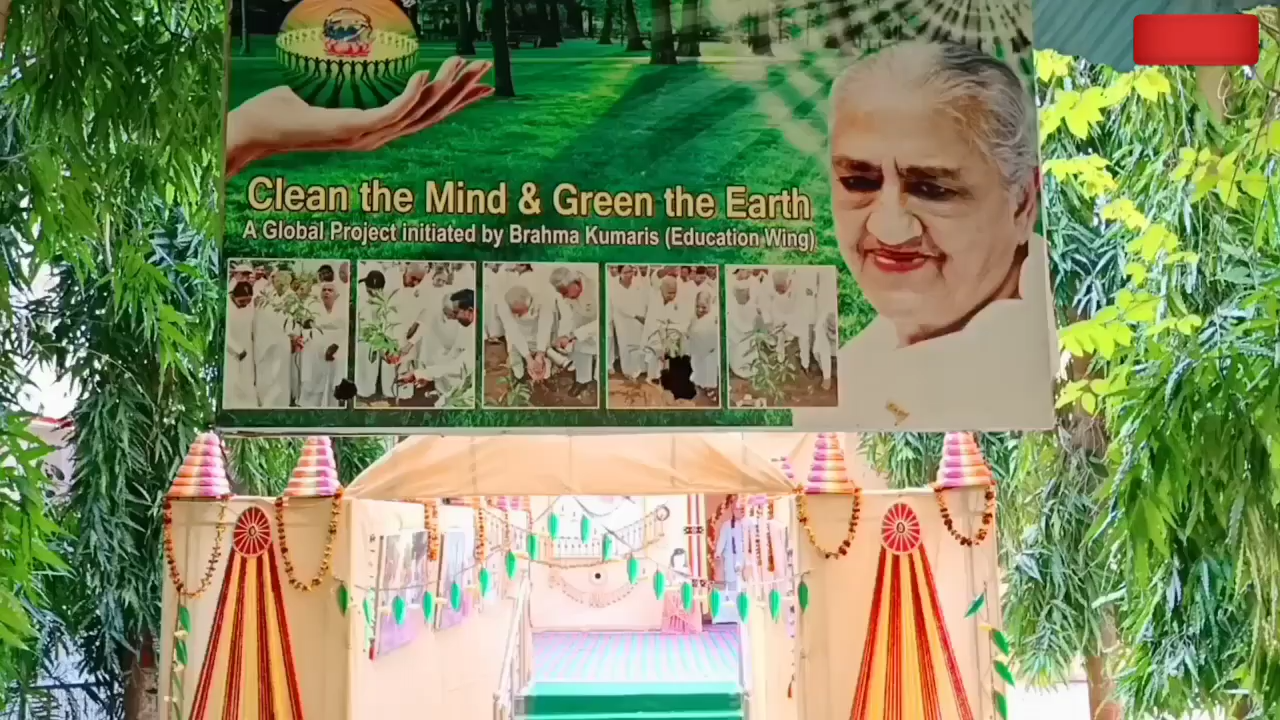 Clean the Mind & Green the Earth
A Global Project initiated by Brahma Kumaris (Education Wing)